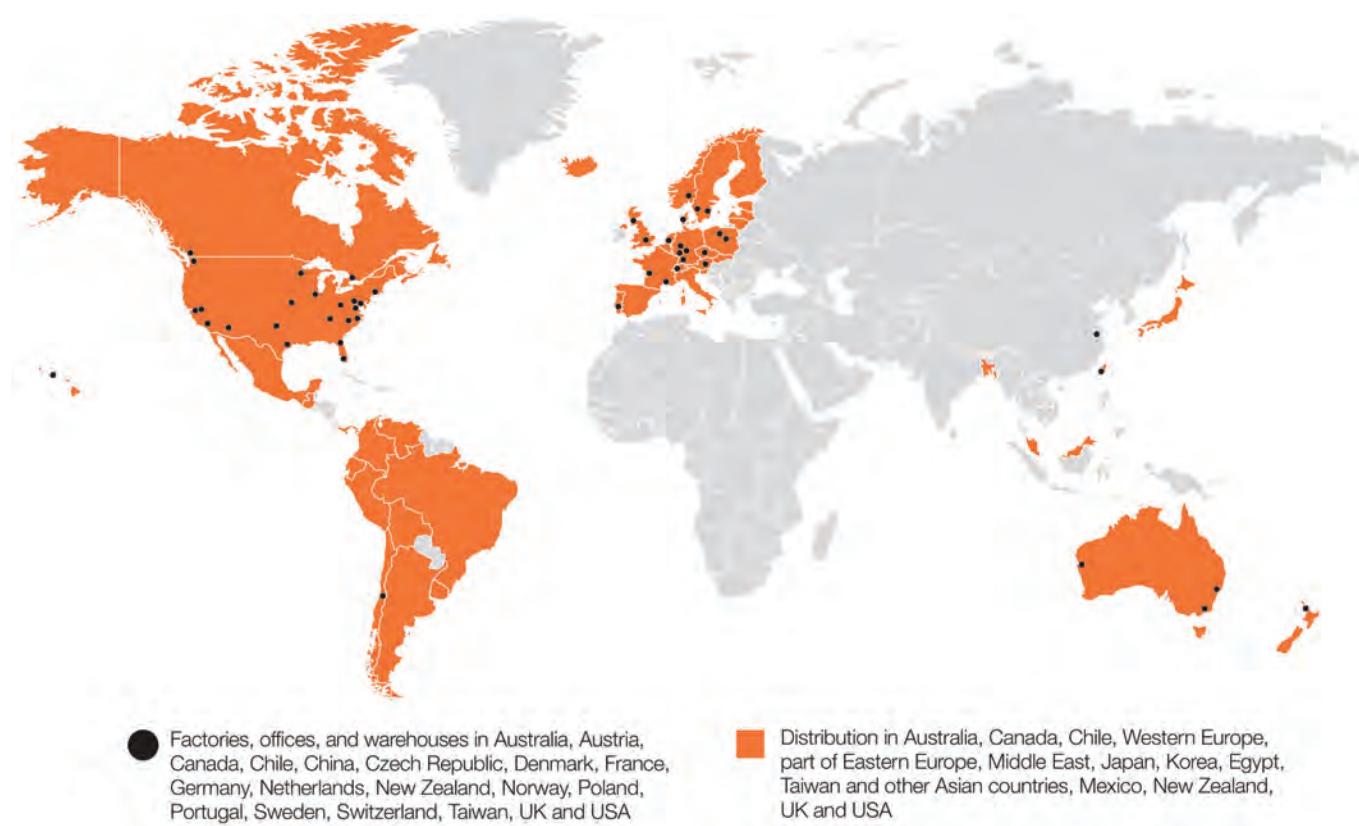 Factories, offices, and warehouses in Australia, Austria,
Canada, Chile, China, Czech Republic, Denmark, France,
Germany, Netherlands, New Zealand, Norway, Poland,
Portugal, Sweden, Switzerland, Taiwan, UK and USA
Distribution in Australia, Canada, Chile, Western Europe,
part of Eastern Europe, Middle East, Japan, Korea, Egypt,
Taiwan and other Asian countries, Mexico, New Zealand,
UK and USA